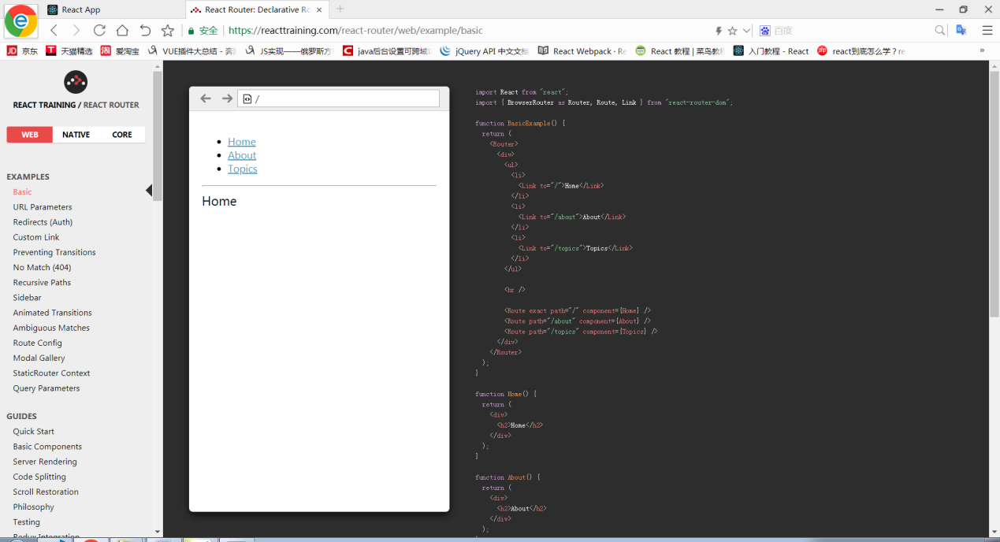 React App
React Router: Declarative Ro
安全
https://reacttraining.com/react-router/web/example/basic
百度
京东
天猫精选
爱淘宝
VUE插件大总结 - 奔
JS实现——俄罗斯方
java后台设置可跨域
jQuery API 中文文档
React Webpack · Re
React 教程 | 菜鸟教
入门教程 - React
react到底怎么学？re
»
REACT TRAINING / REACT ROUTER
WEB
NATIVE
CORE
EXAMPLES
Basic
URL Parameters
Redirects (Auth)
Custom Link
Preventing Transitions
No Match (404)
Recursive Paths
Sidebar
Animated Transitions
Ambiguous Matches
Route Config
Modal Gallery
StaticRouter Context
Query Parameters
GUIDES
Quick Start
Basic Components
Server Rendering
Code Splitting
Scroll Restoration
Philosophy
Testing
Redux Integration
/
Home
About
Topics
Home
import React from "react";
import { BrowserRouter as Router, Route, Link } from "react-router-dom";
function BasicExample() {
return (
<Router>
<div>
<ul>
<li>
<Link to="/">Home</Link>
</li>
<li>
<Link to="/about">About</Link>
</li>
<li>
<Link to="/topics">Topics</Link>
</li>
</ul>
<hr />
<Route exact path="/" component={Home} />
<Route path="/about" component={About} />
<Route path="/topics" component={Topics} />
</div>
</Router>
);
}
function Home() {
return (
<div>
<h2>Home</h2>
</div>
);
}
function About() {
return (
<div>
<h2>About</h2>
</div>
);